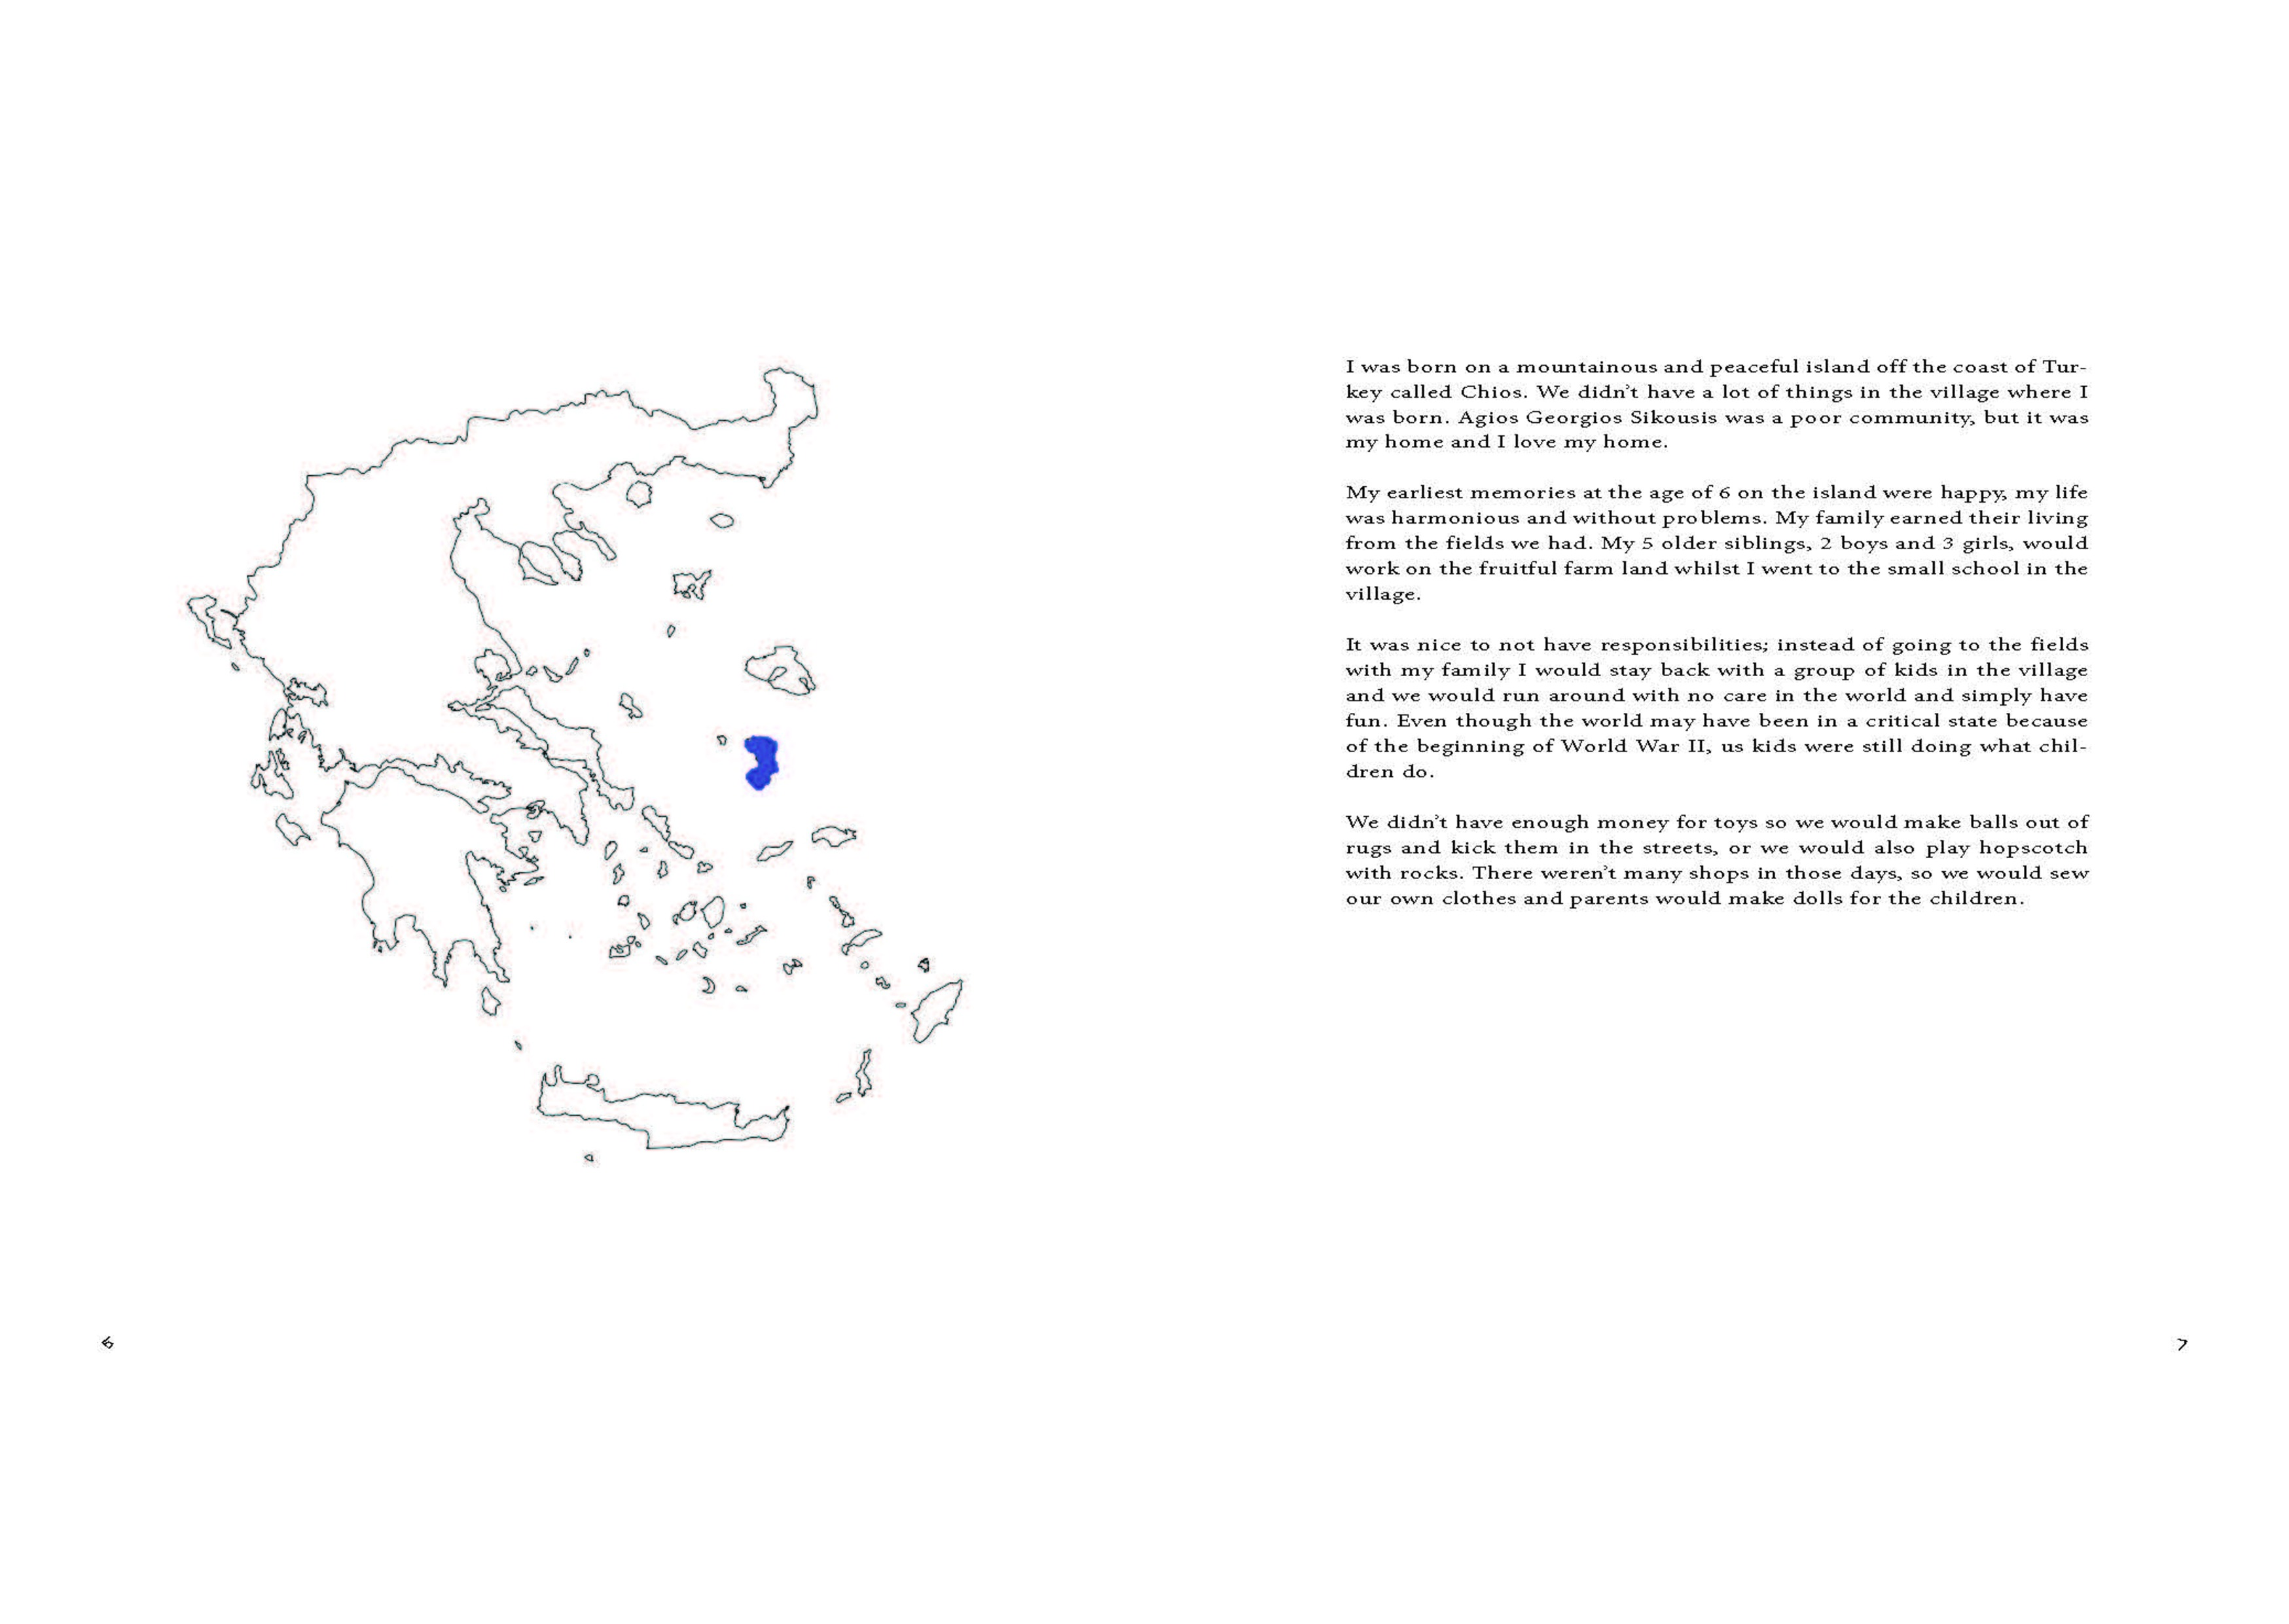 I was born on a mountainous and peaceful island off the coast of Tur-
key called Chios. We didn't have a lot of things in the village where I
was born. Agios Georgios Sikousis was a poor community, but it was
my home and I love my home.
My earliest memories at the age of 6 on the island were happy, my life
was harmonious and without problems. My family earned their living
from the fields we had. My 5 older siblings, 2 boys and 3 girls, would
work on the fruitful farm land whilst I went to the small school in the
village.
It was nice to not have responsibilities; instead of going to the fields
with my family I would stay back with a group of kids in the village
and we would run around with no care in the world and simply have
fun. Even though the world may have been in a critical state because
of the beginning of World War II, us kids were still doing what chil-
dren do.
We didn't have enough money for toys so we would make balls out of
rugs and kick them in the streets, or we would also play hopscotch
with rocks. There weren't many shops in those days, so we would sew
our own clothes and parents would make dolls for the children.
6
7